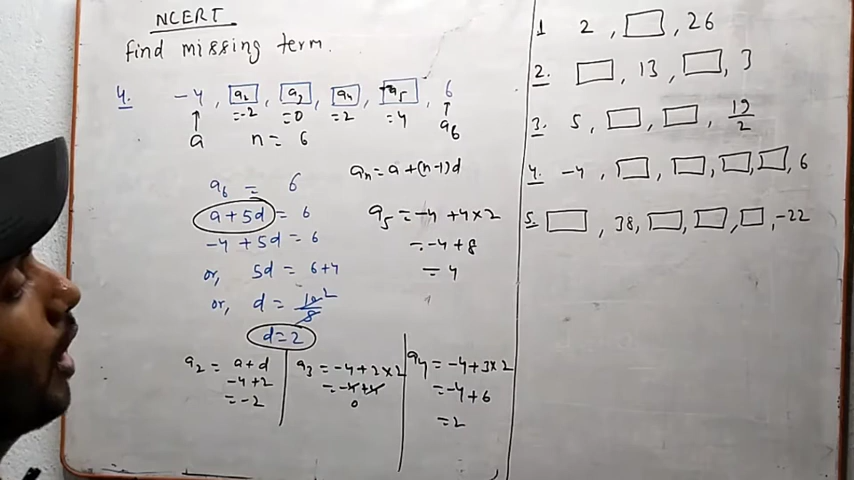 NCERT
Find missing term.
4. -4, a₂, a₃, a₄, a₅, 6
=-2 =0 =2 =4
a n = 6 a₆
a₆ = 6
a + 5d = 6
-4 + 5d = 6
or, 5d = 6+4
or, d =
d = 2
aₙ = a + (n-1)d
a₅ = -4 + 4×2
= -4 + 8
= 4
a₂ = a+d
-4+2
= -2
a₃ = -4 + 2×2
= -4+4
0
a₄ = -4 + 3×2
= -4 + 6
= 2
1 2, □, 26
2. □, 13, □, 3
3. 5, □, □, 19/2
4. -4, □, □, □, □, 6
5. □, 38, □, □, □, -22